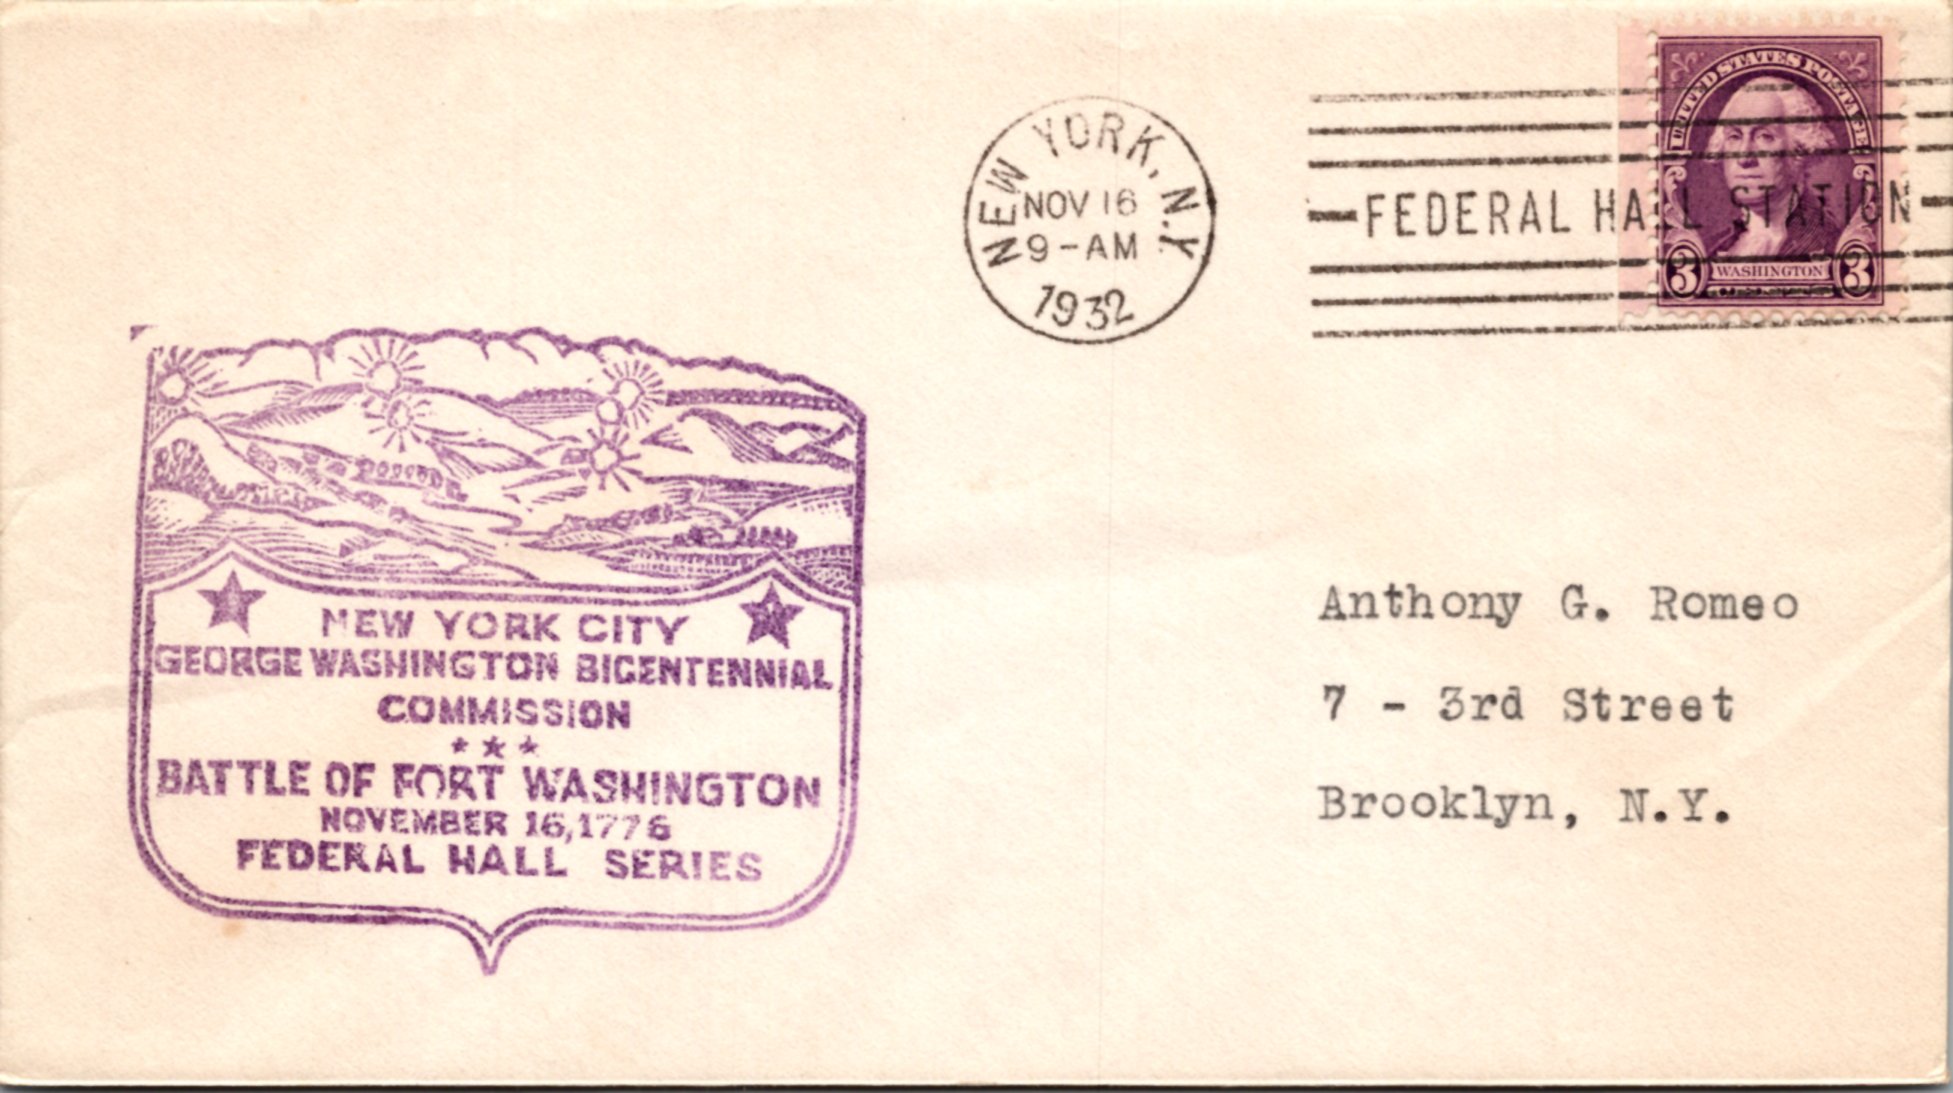 NEW YORK, N.Y.
NOV 16
9-AM
1932
UNITED STATES POSTAGE
FEDERAL HALL STATION
3 WASHINGTON 3
NEW YORK CITY
GEORGE WASHINGTON BICENTENNIAL
COMMISSION
★ ★ ★
BATTLE OF FORT WASHINGTON
NOVEMBER 16, 1776
FEDERAL HALL SERIES
Anthony G. Romeo
7 - 3rd Street
Brooklyn, N.Y.